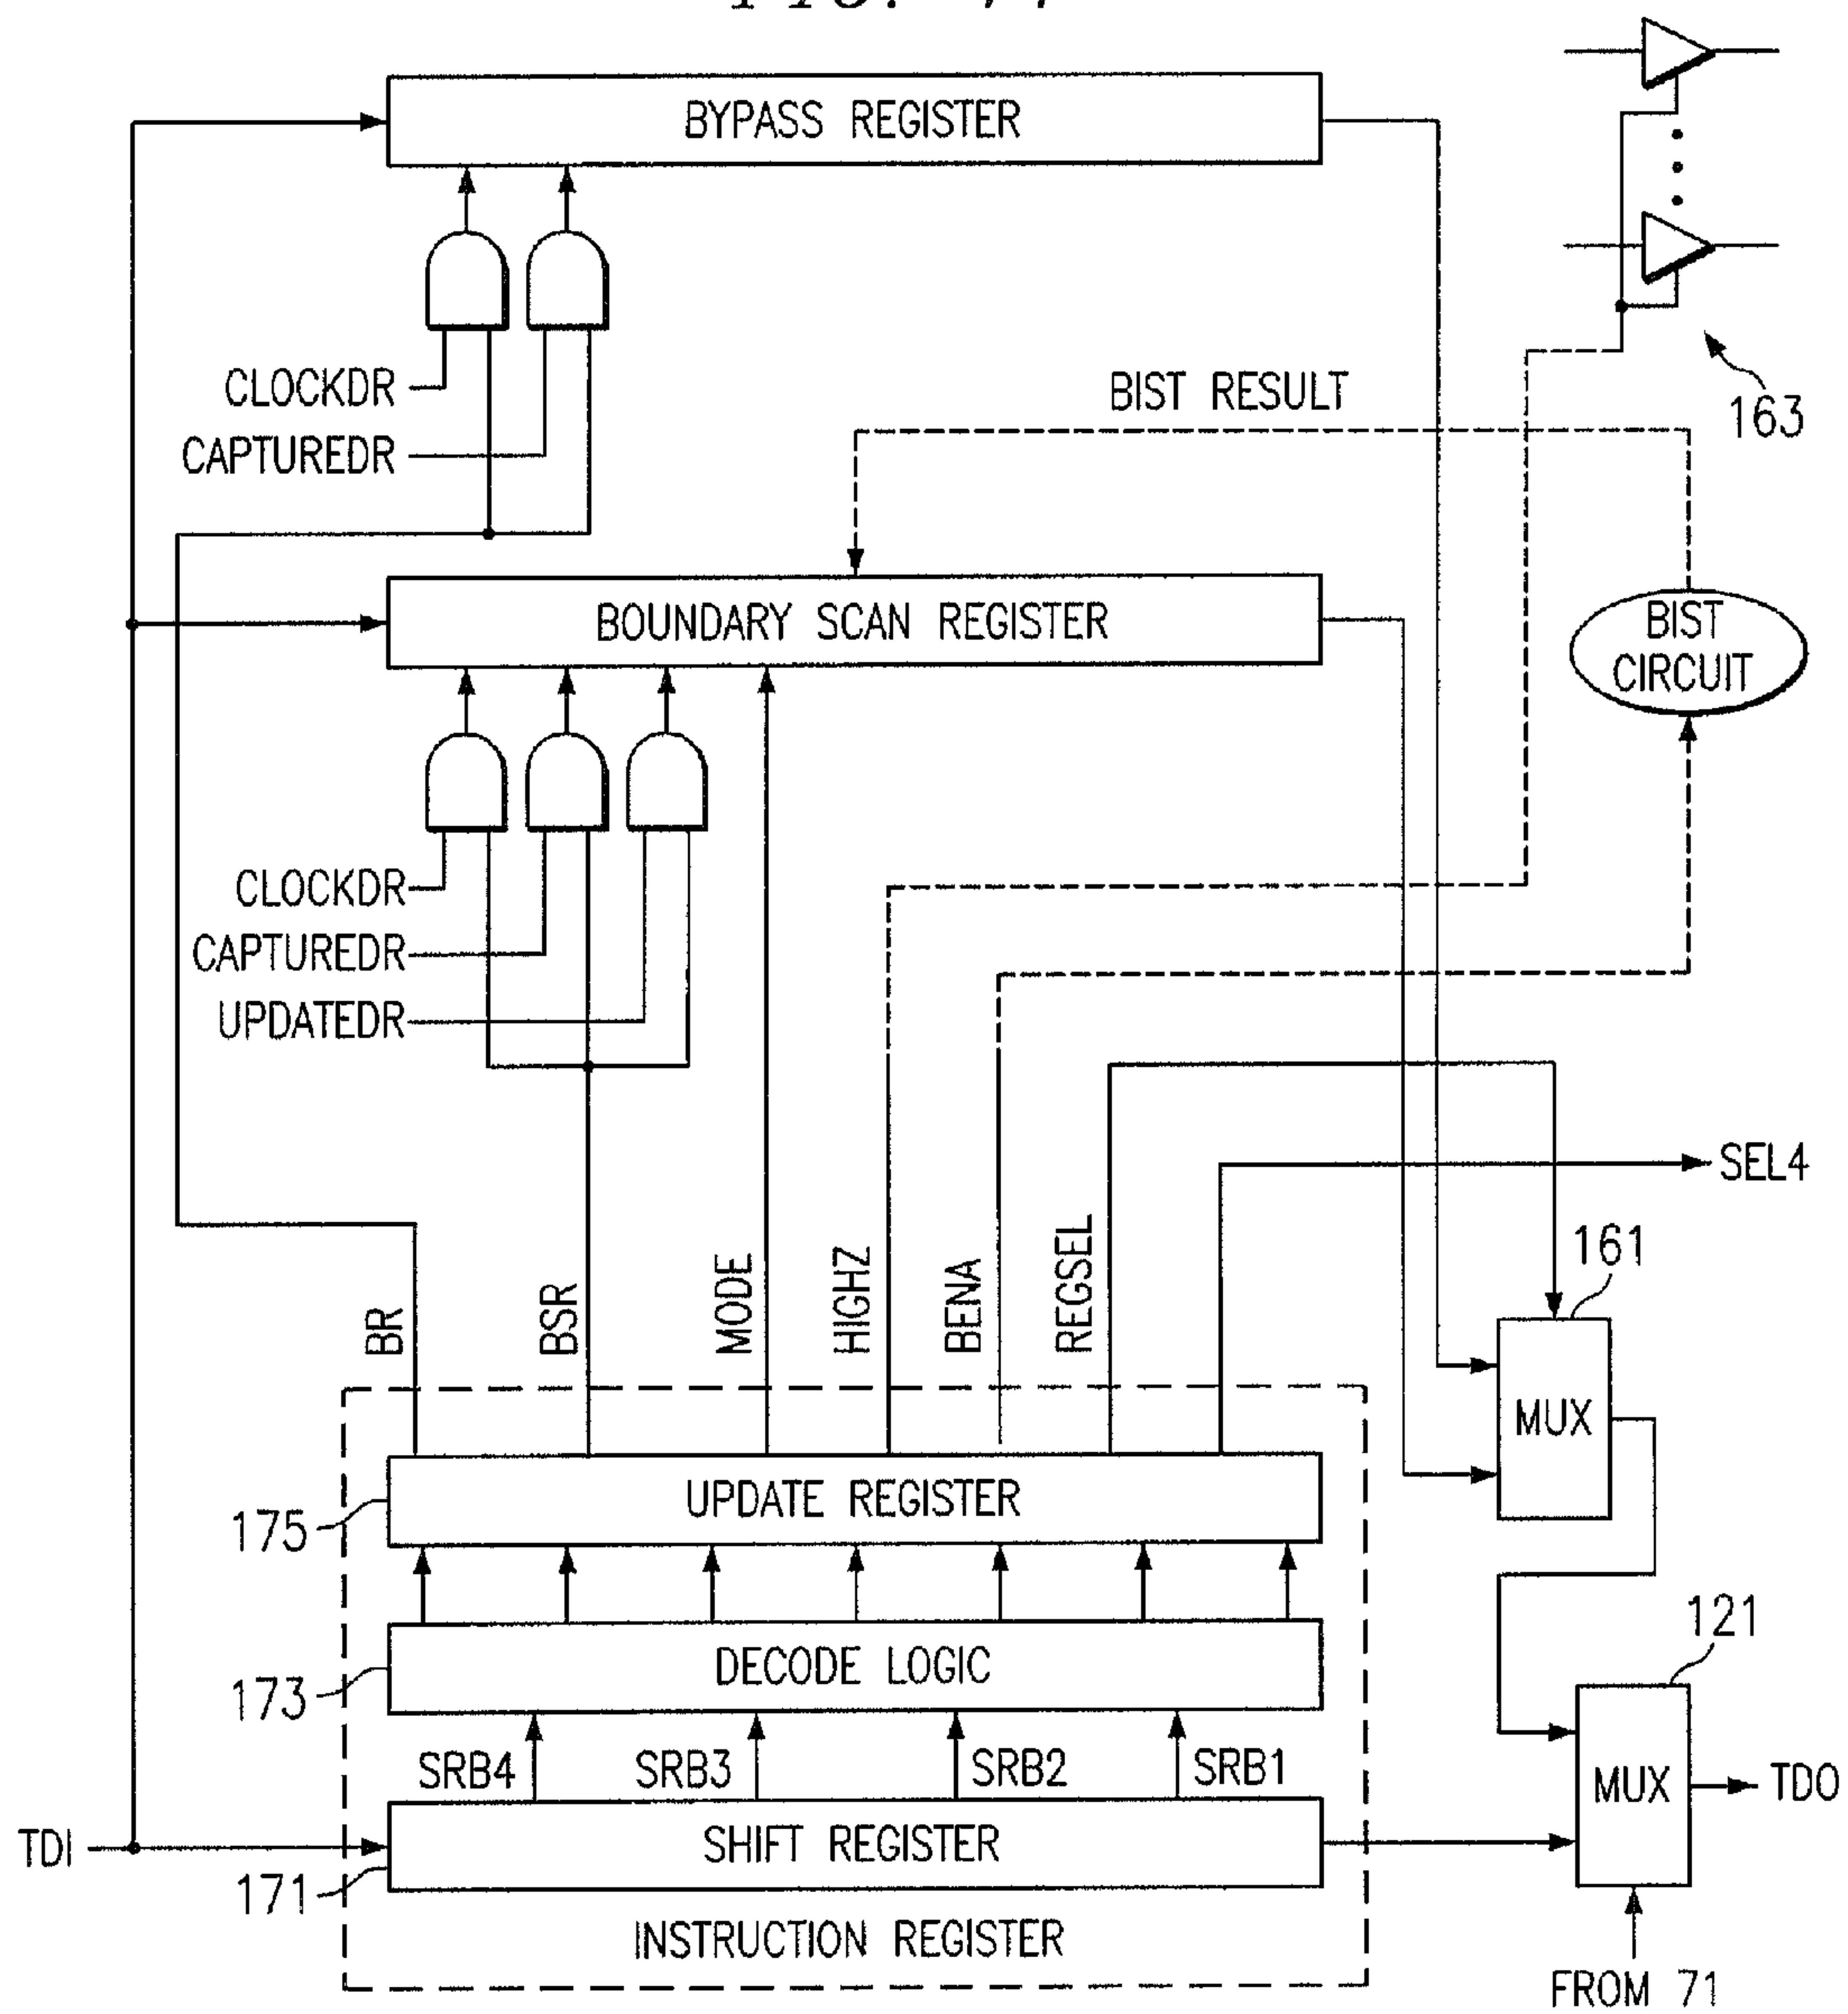 BYPASS REGISTER
CLOCKDR
CAPTUREDR
BIST RESULT
163
BOUNDARY SCAN REGISTER
BIST
CIRCUIT
CLOCKDR
CAPTUREDR
UPDATEDR
SEL4
BR
BSR
MODE
HIGHZ
BENA
REGSEL
161
MUX
UPDATE REGISTER
175
121
DECODE LOGIC
173
SRB4
SRB3
SRB2
SRB1
MUX
TDO
TDI
SHIFT REGISTER
171
INSTRUCTION REGISTER
FROM 71